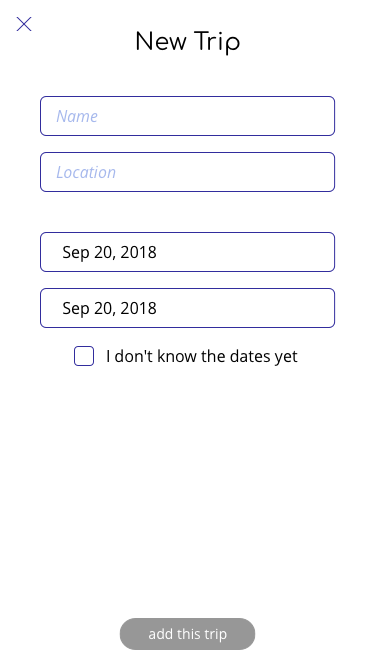 New Trip
Name
Location
Sep 20, 2018
Sep 20, 2018
I don't know the dates yet
add this trip